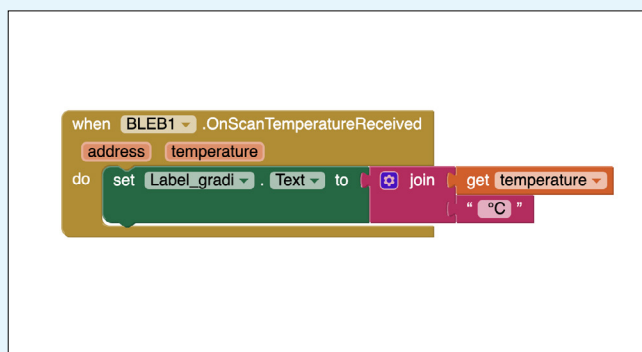 when BLEB1 .OnScanTemperatureReceived
address temperature
do set Label_gradi . Text to join get temperature
“ °C ”